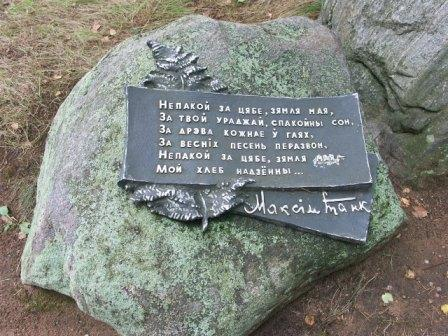 Непакой за цябе, зямля мая,
За твой ураджай, спакойны сон,
За дрэва кожнае ў гаях,
За веснiх песень перазвон,
Непакой за цябе, зямля
Мой хлеб надзённы...
Максiм Танк